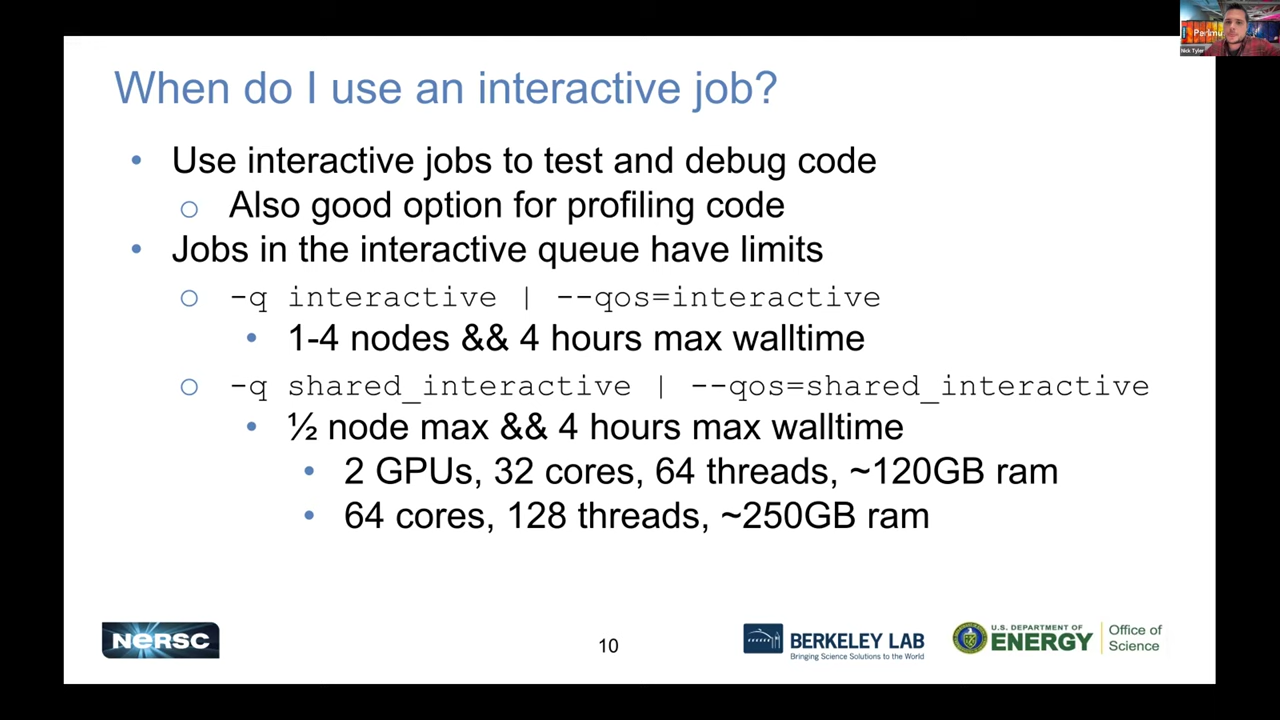 Perlmu
Nick Tyler
When do I use an interactive job?
• Use interactive jobs to test and debug code
○ Also good option for profiling code
• Jobs in the interactive queue have limits
○ -q interactive | --qos=interactive
• 1-4 nodes && 4 hours max walltime
○ -q shared_interactive | --qos=shared_interactive
• ½ node max && 4 hours max walltime
• 2 GPUs, 32 cores, 64 threads, ~120GB ram
• 64 cores, 128 threads, ~250GB ram
NERSC
10
BERKELEY LAB
Bringing Science Solutions to the World
U.S. DEPARTMENT OF
ENERGY
Office of
Science